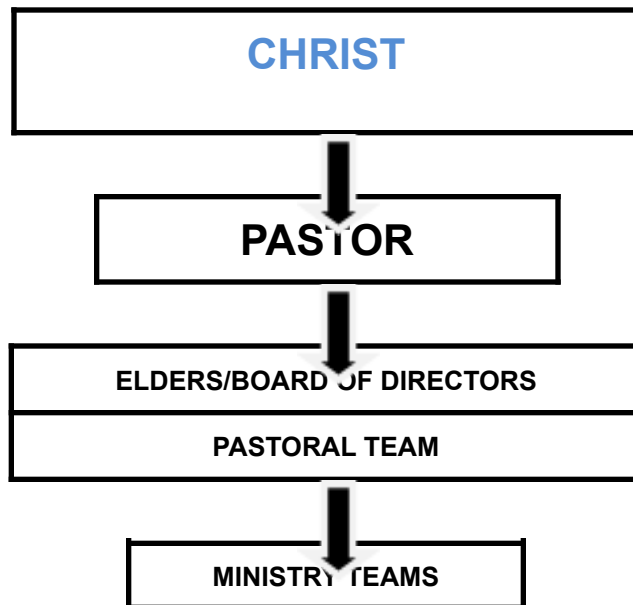 CHRIST
PASTOR
ELDERS/BOARD OF DIRECTORS
PASTORAL TEAM
MINISTRY TEAMS